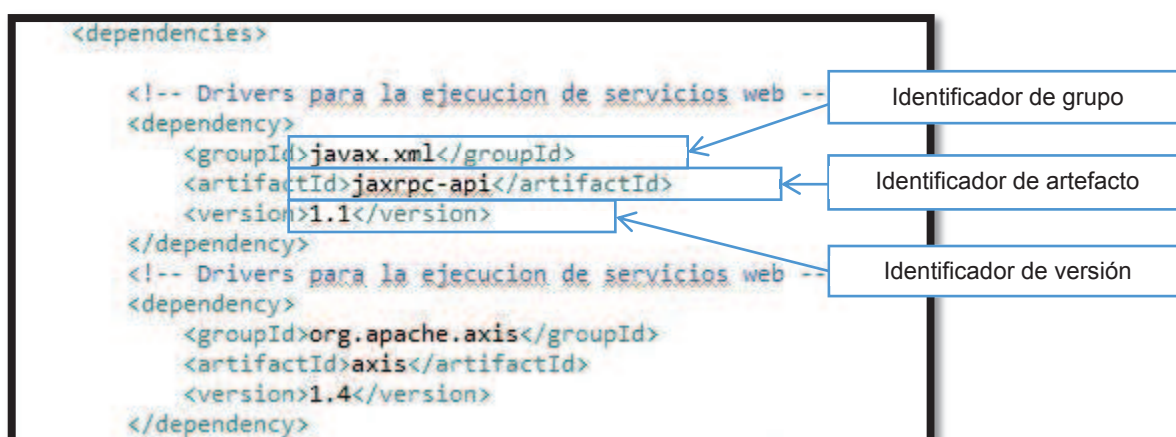 <dependencies>
<!-- Drivers para la ejecucion de servicios web --
<dependency>
<groupId>javax.xml</groupId>
<artifactId>jaxrpc-api</artifactId>
<version>1.1</version>
</dependency>
<!-- Drivers para la ejecucion de servicios web --
<dependency>
<groupId>org.apache.axis</groupId>
<artifactId>axis</artifactId>
<version>1.4</version>
</dependency>
Identificador de grupo
Identificador de artefacto
Identificador de versión